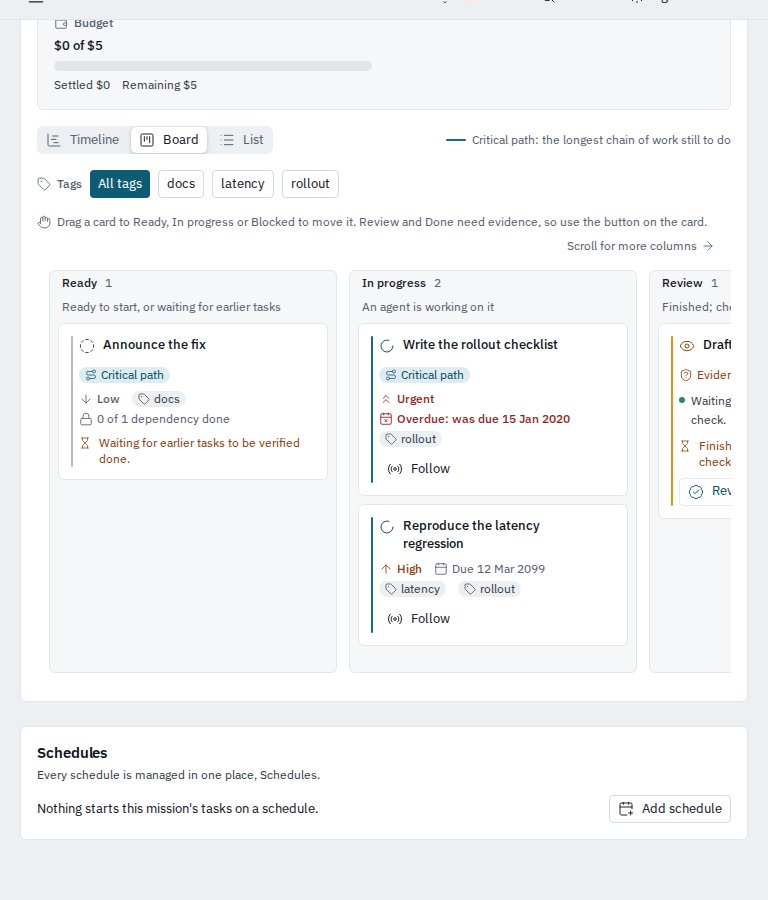 Budget
$0 of $5
Settled $0 Remaining $5
Timeline Board List
Critical path: the longest chain of work still to do
Tags All tags docs latency rollout
Drag a card to Ready, In progress or Blocked to move it. Review and Done need evidence, so use the button on the card.
Scroll for more columns
Ready 1
Ready to start, or waiting for earlier tasks
Announce the fix
Critical path
Low docs
0 of 1 dependency done
Waiting for earlier tasks to be verified
done.
In progress 2
An agent is working on it
Write the rollout checklist
Critical path
Urgent
Overdue: was due 15 Jan 2020
rollout
Follow
Reproduce the latency
regression
High Due 12 Mar 2099
latency rollout
Follow
Review 1
Finished;
Draft
Waiting
check.
Schedules
Every schedule is managed in one place, Schedules.
Nothing starts this mission's tasks on a schedule.
Add schedule